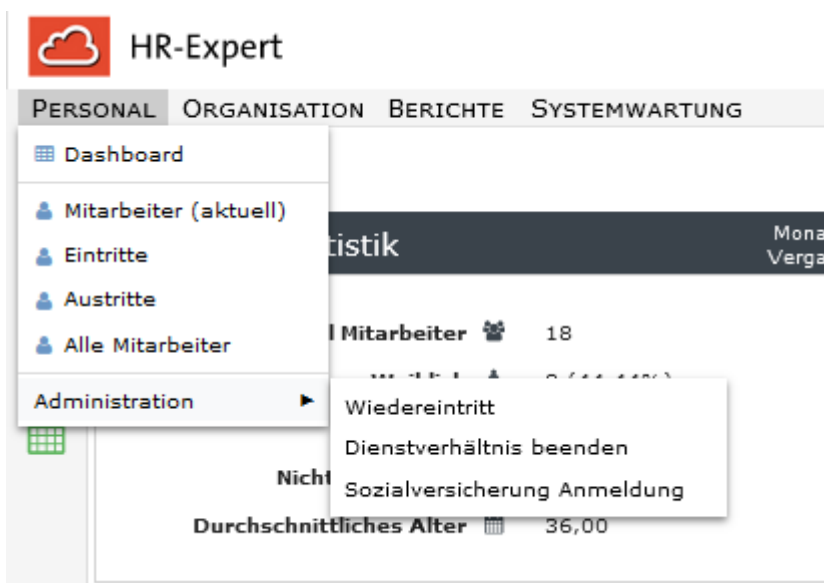 HR-Expert
PERSONAL ORGANISATION BERICHTE SYSTEMWARTUNG
Dashboard
Mitarbeiter (aktuell)
Eintritte
Austritte
Alle Mitarbeiter
Administration
Wiedereintritt
Dienstverhältnis beenden
Sozialversicherung Anmeldung
tistik
Mona
Verga
l Mitarbeiter 18
Nicht
Durchschnittliches Alter 36,00